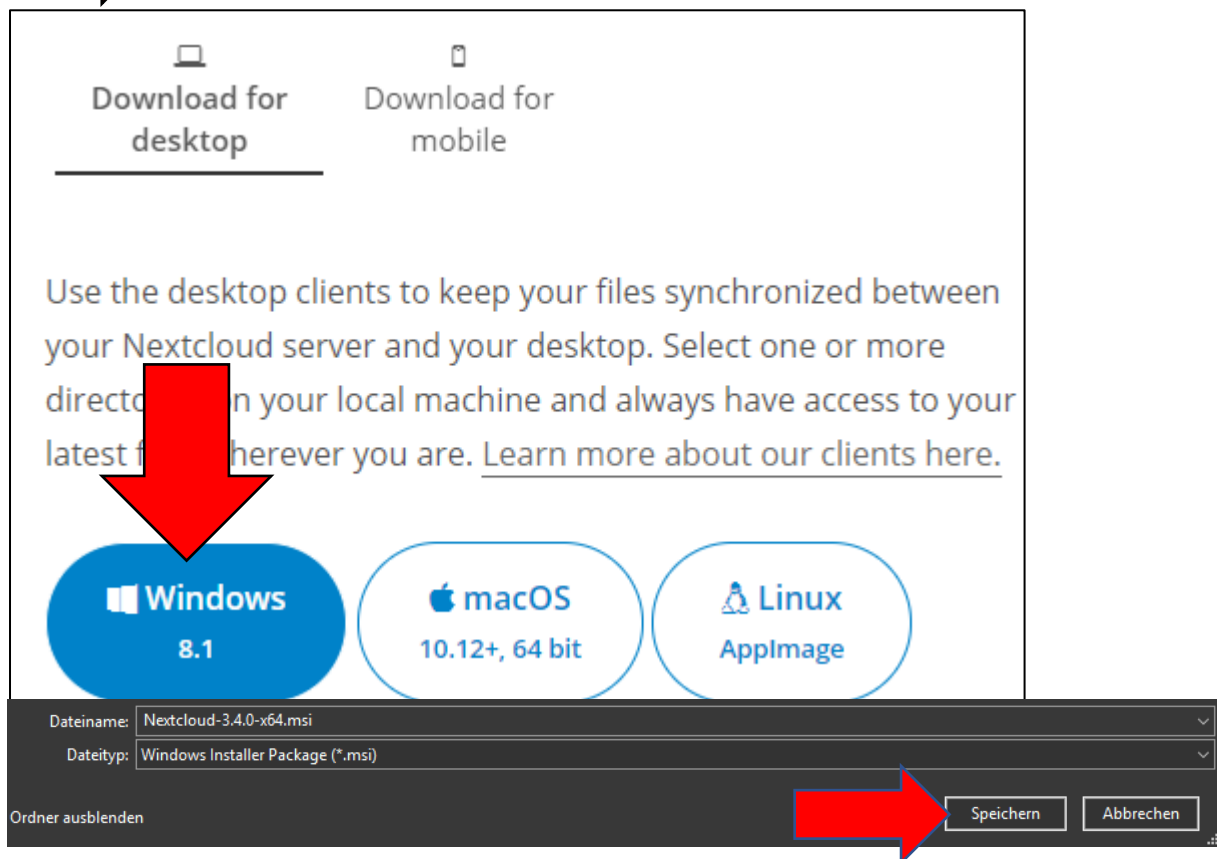 Download for
desktop
Download for
mobile
Use the desktop clients to keep your files synchronized between
your Nextcloud server and your desktop. Select one or more
directo n your local machine and always have access to your
latest f herever you are. Learn more about our clients here.
Windows
8.1
macOS
10.12+, 64 bit
Linux
AppImage
Dateiname: Nextcloud-3.4.0-x64.msi
Dateityp: Windows Installer Package (*.msi)
Ordner ausblenden
Speichern
Abbrechen